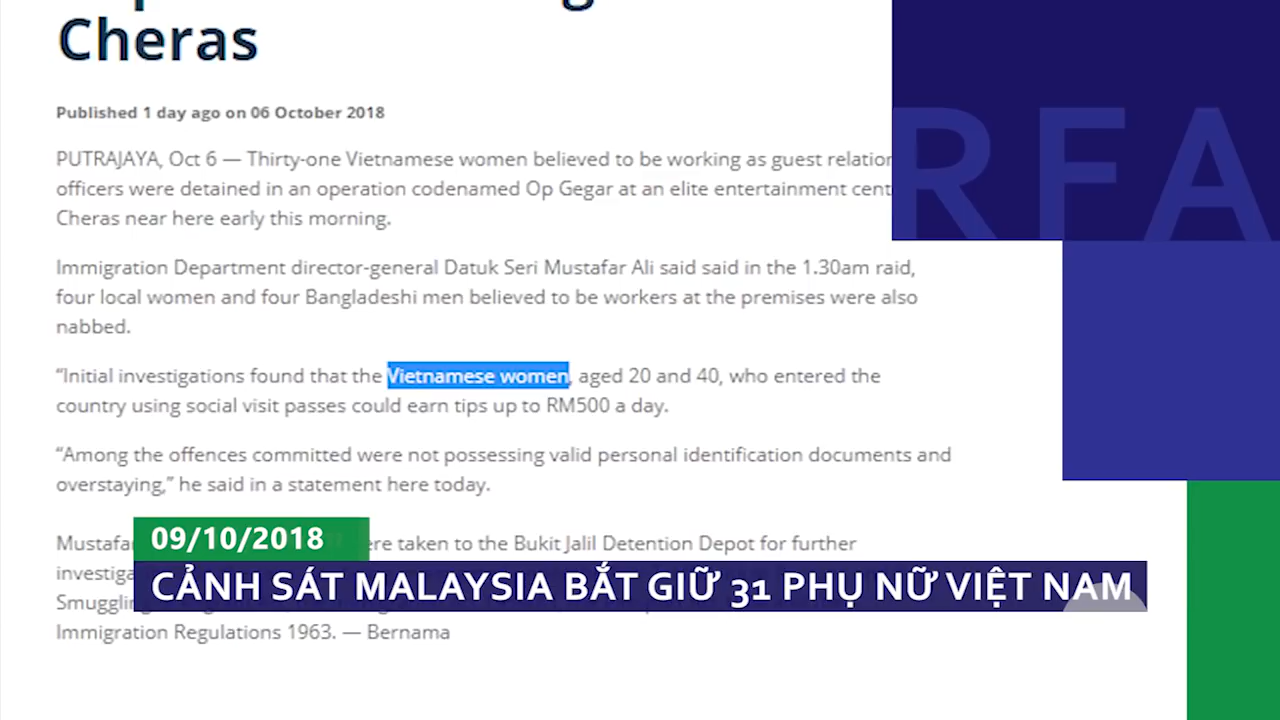 Cheras
Published 1 day ago on 06 October 2018
PUTRAJAYA, Oct 6 — Thirty-one Vietnamese women believed to be working as guest relation
officers were detained in an operation codenamed Op Gegar at an elite entertainment cent
Cheras near here early this morning.
Immigration Department director-general Datuk Seri Mustafar Ali said said in the 1.30am raid,
four local women and four Bangladeshi men believed to be workers at the premises were also
nabbed.
“Initial investigations found that the Vietnamese women, aged 20 and 40, who entered the
country using social visit passes could earn tips up to RM500 a day.
“Among the offences committed were not possessing valid personal identification documents and
overstaying,” he said in a statement here today.
Mustafa ere taken to the Bukit Jalil Detention Depot for further
investiga
Smuggling
Immigration Regulations 1963. — Bernama
RFA
09/10/2018
CẢNH SÁT MALAYSIA BẮT GIỮ 31 PHỤ NỮ VIỆT NAM